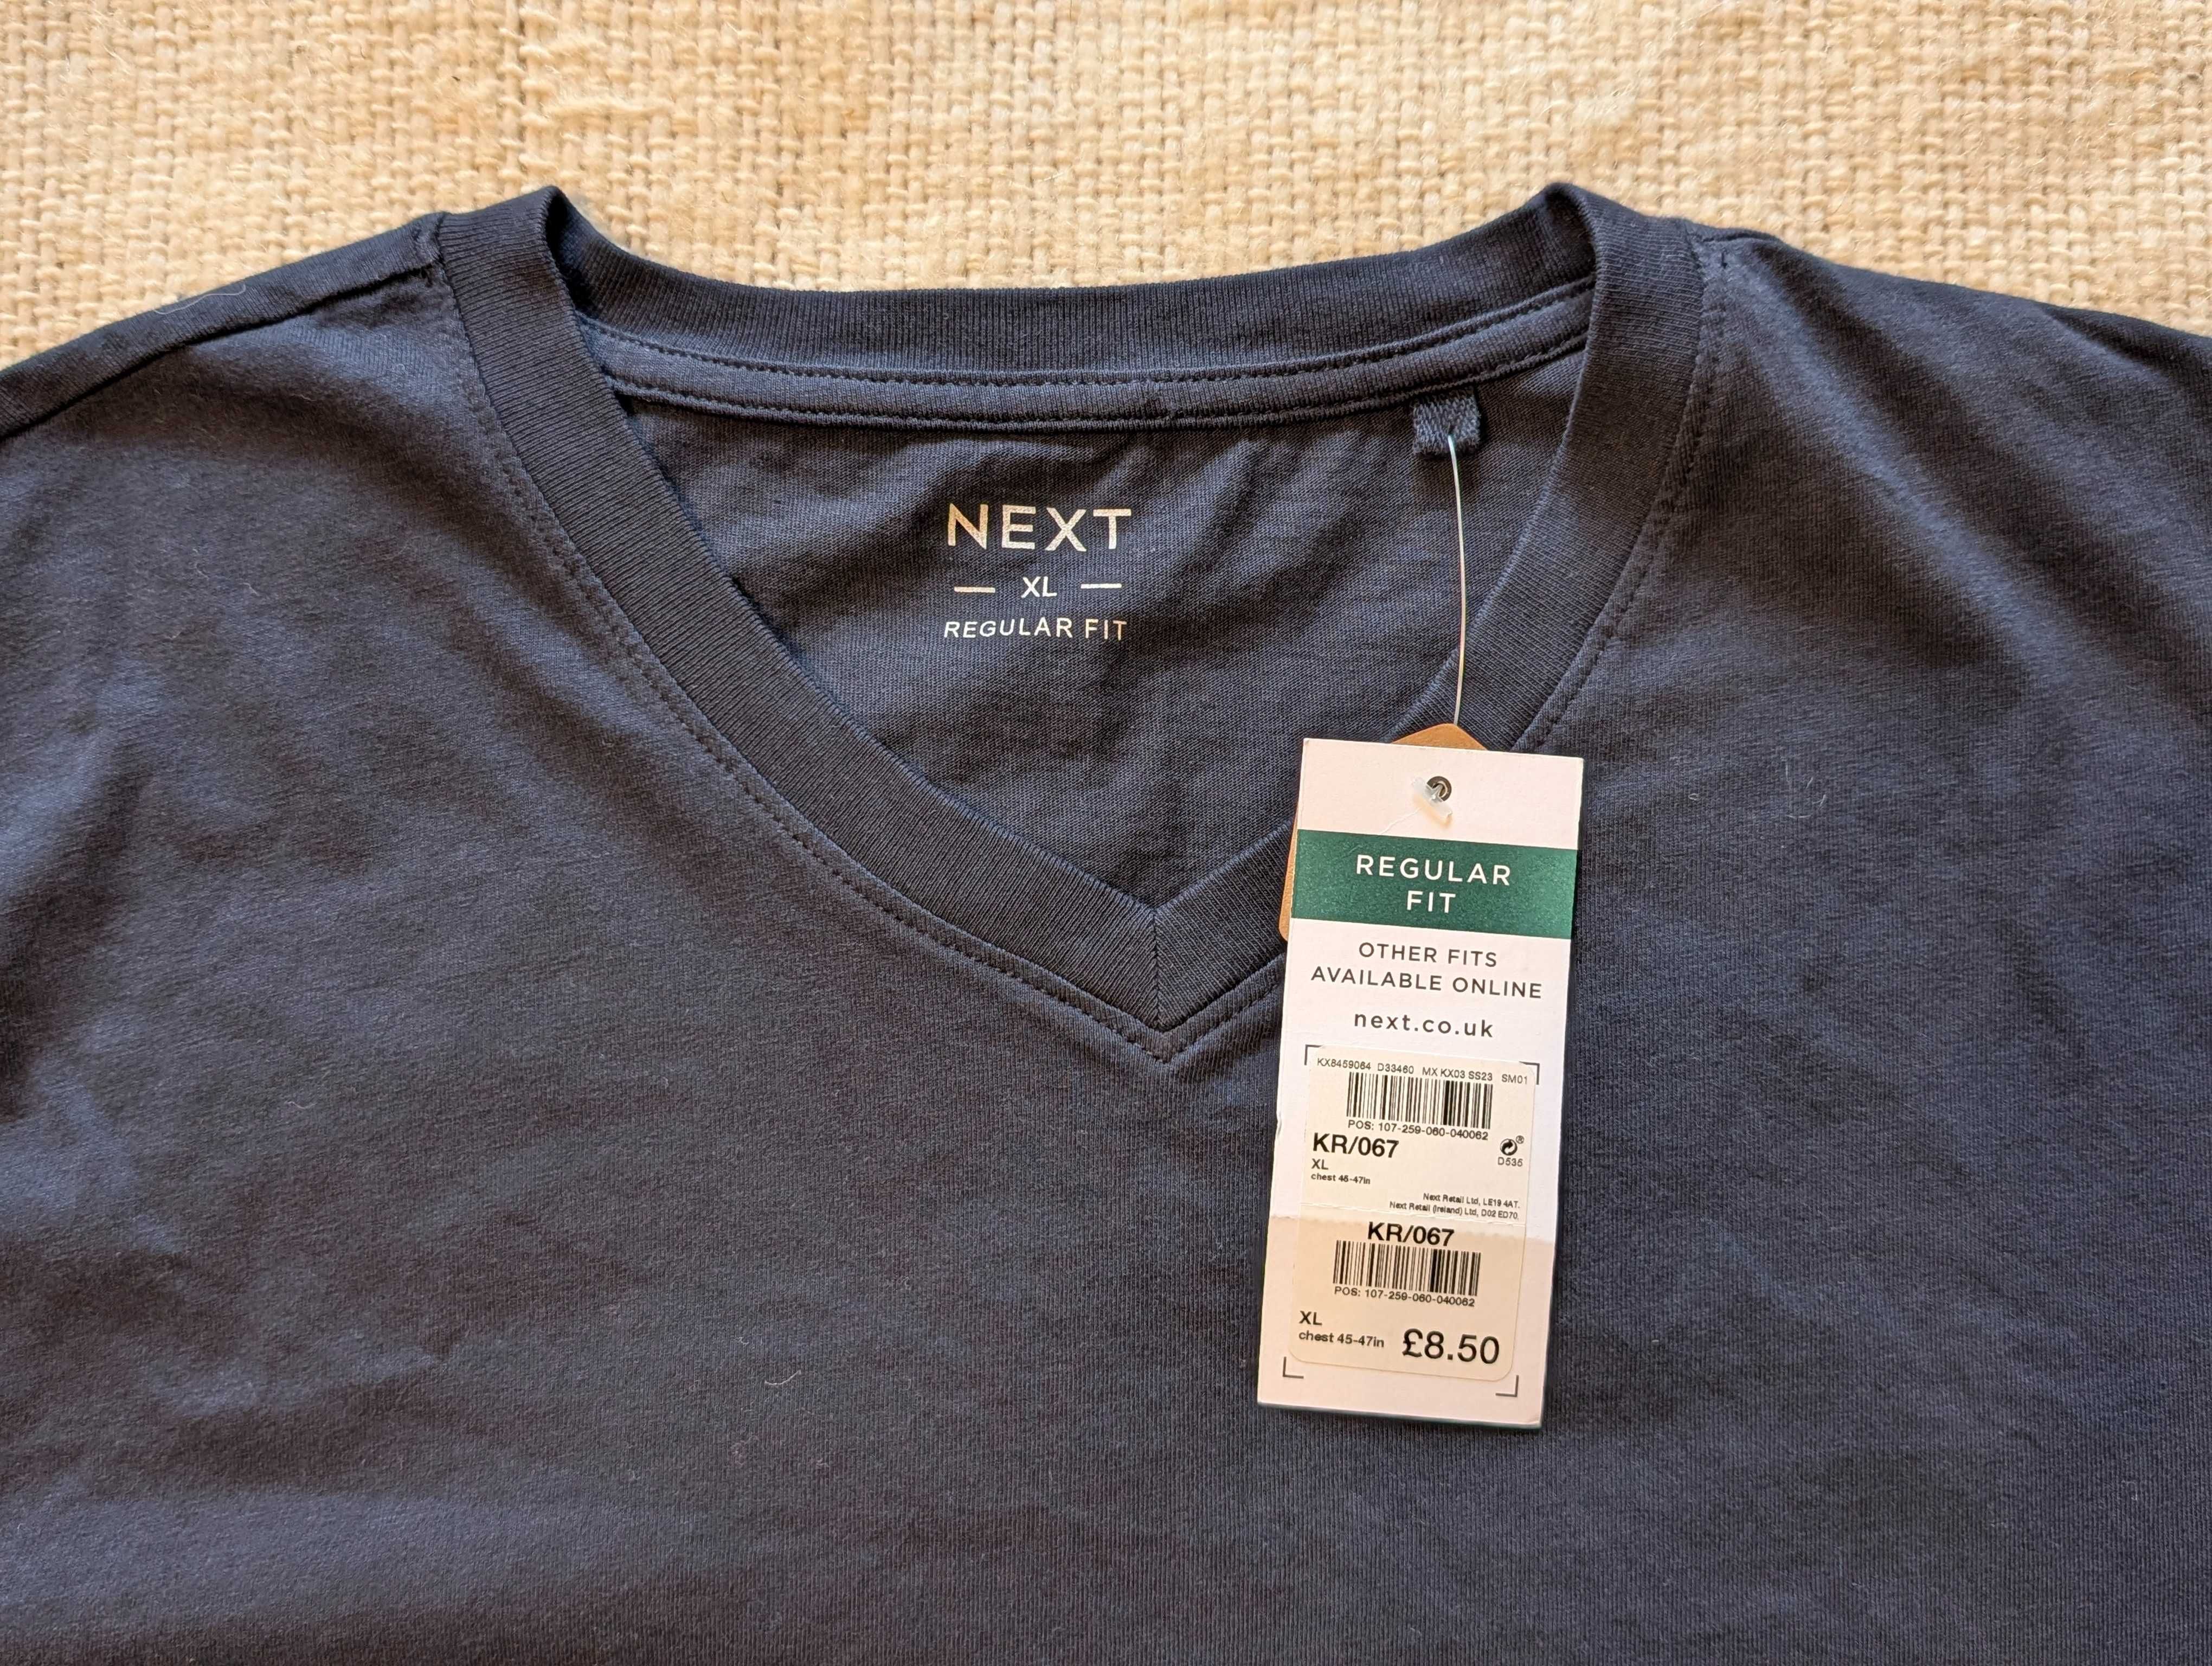 NEXT
— XL —
REGULAR FIT
REGULAR
FIT
OTHER FITS
AVAILABLE ONLINE
next.co.uk
KX8459064 D33460 MX KX03 SS23 SM01
POS: 107-259-060-040062
KR/067
D535
XL
chest 45-47in
Next Retail Ltd, LE19 4AT.
Next Retail (Ireland) Ltd, D02 ED70.
KR/067
POS: 107-259-060-040062
XL
chest 45-47in £8.50